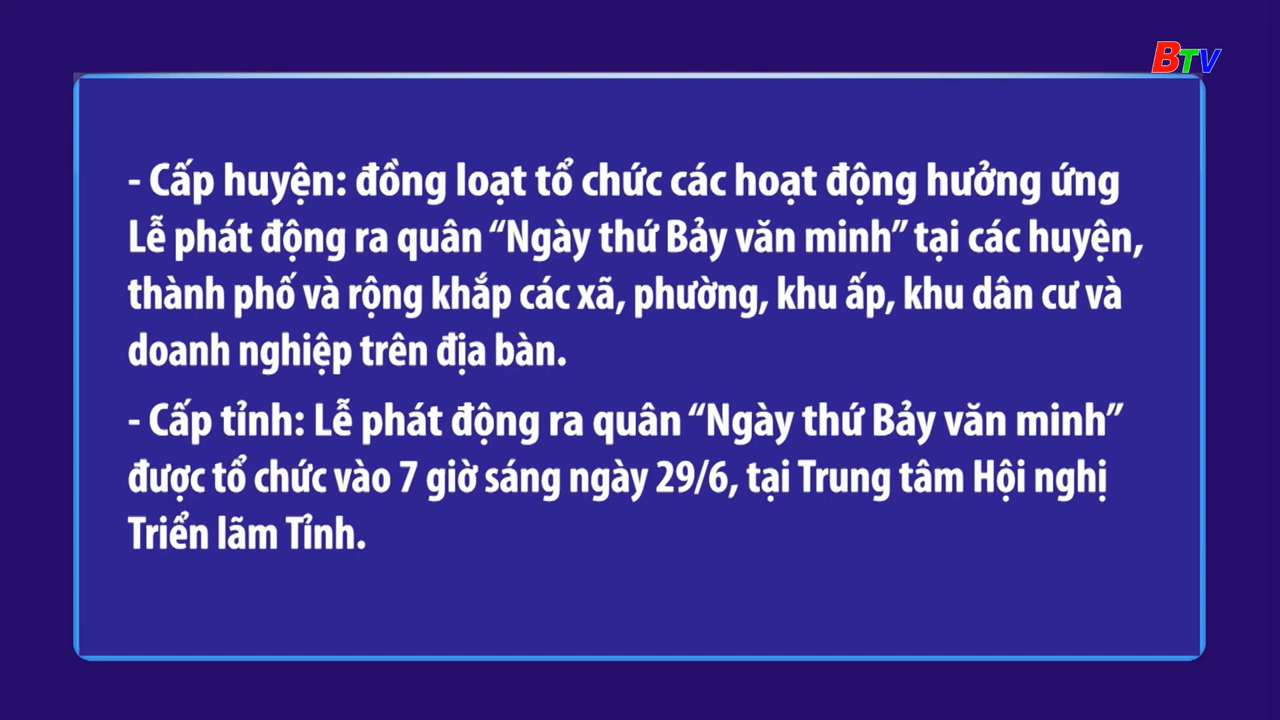 BTV
- Cấp huyện: đồng loạt tổ chức các hoạt động hưởng ứng
Lễ phát động ra quân “Ngày thứ Bảy văn minh” tại các huyện,
thành phố và rộng khắp các xã, phường, khu ấp, khu dân cư và
doanh nghiệp trên địa bàn.
- Cấp tỉnh: Lễ phát động ra quân “Ngày thứ Bảy văn minh”
được tổ chức vào 7 giờ sáng ngày 29/6, tại Trung tâm Hội nghị
Triển lãm Tỉnh.